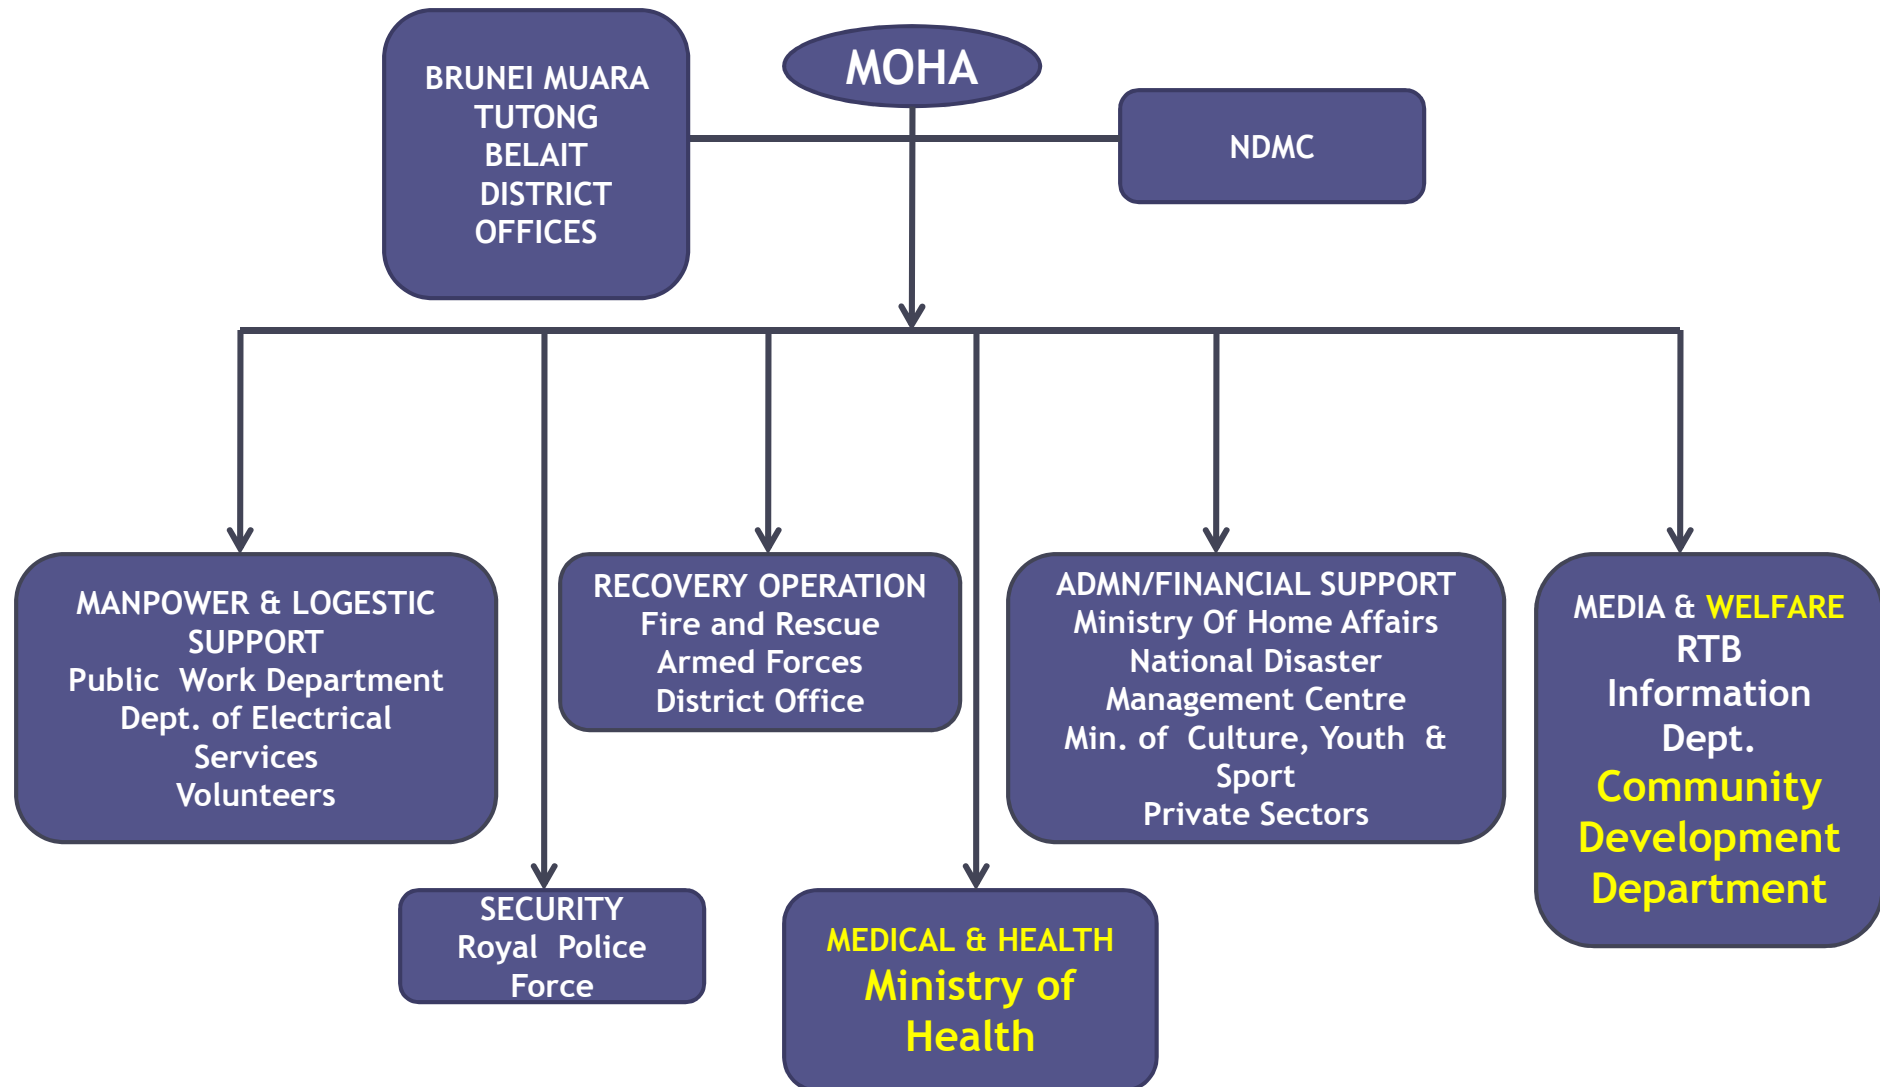 BRUNEI MUARA
TUTONG
BELAIT
DISTRICT
OFFICES
MOHA
NDMC
MANPOWER & LOGESTIC
SUPPORT
Public Work Department
Dept. of Electrical
Services
Volunteers
SECURITY
Royal Police
Force
RECOVERY OPERATION
Fire and Rescue
Armed Forces
District Office
MEDICAL & HEALTH
Ministry of
Health
ADMN/FINANCIAL SUPPORT
Ministry Of Home Affairs
National Disaster
Management Centre
Min. of Culture, Youth &
Sport
Private Sectors
MEDIA & WELFARE
RTB
Information
Dept.
Community
Development
Department